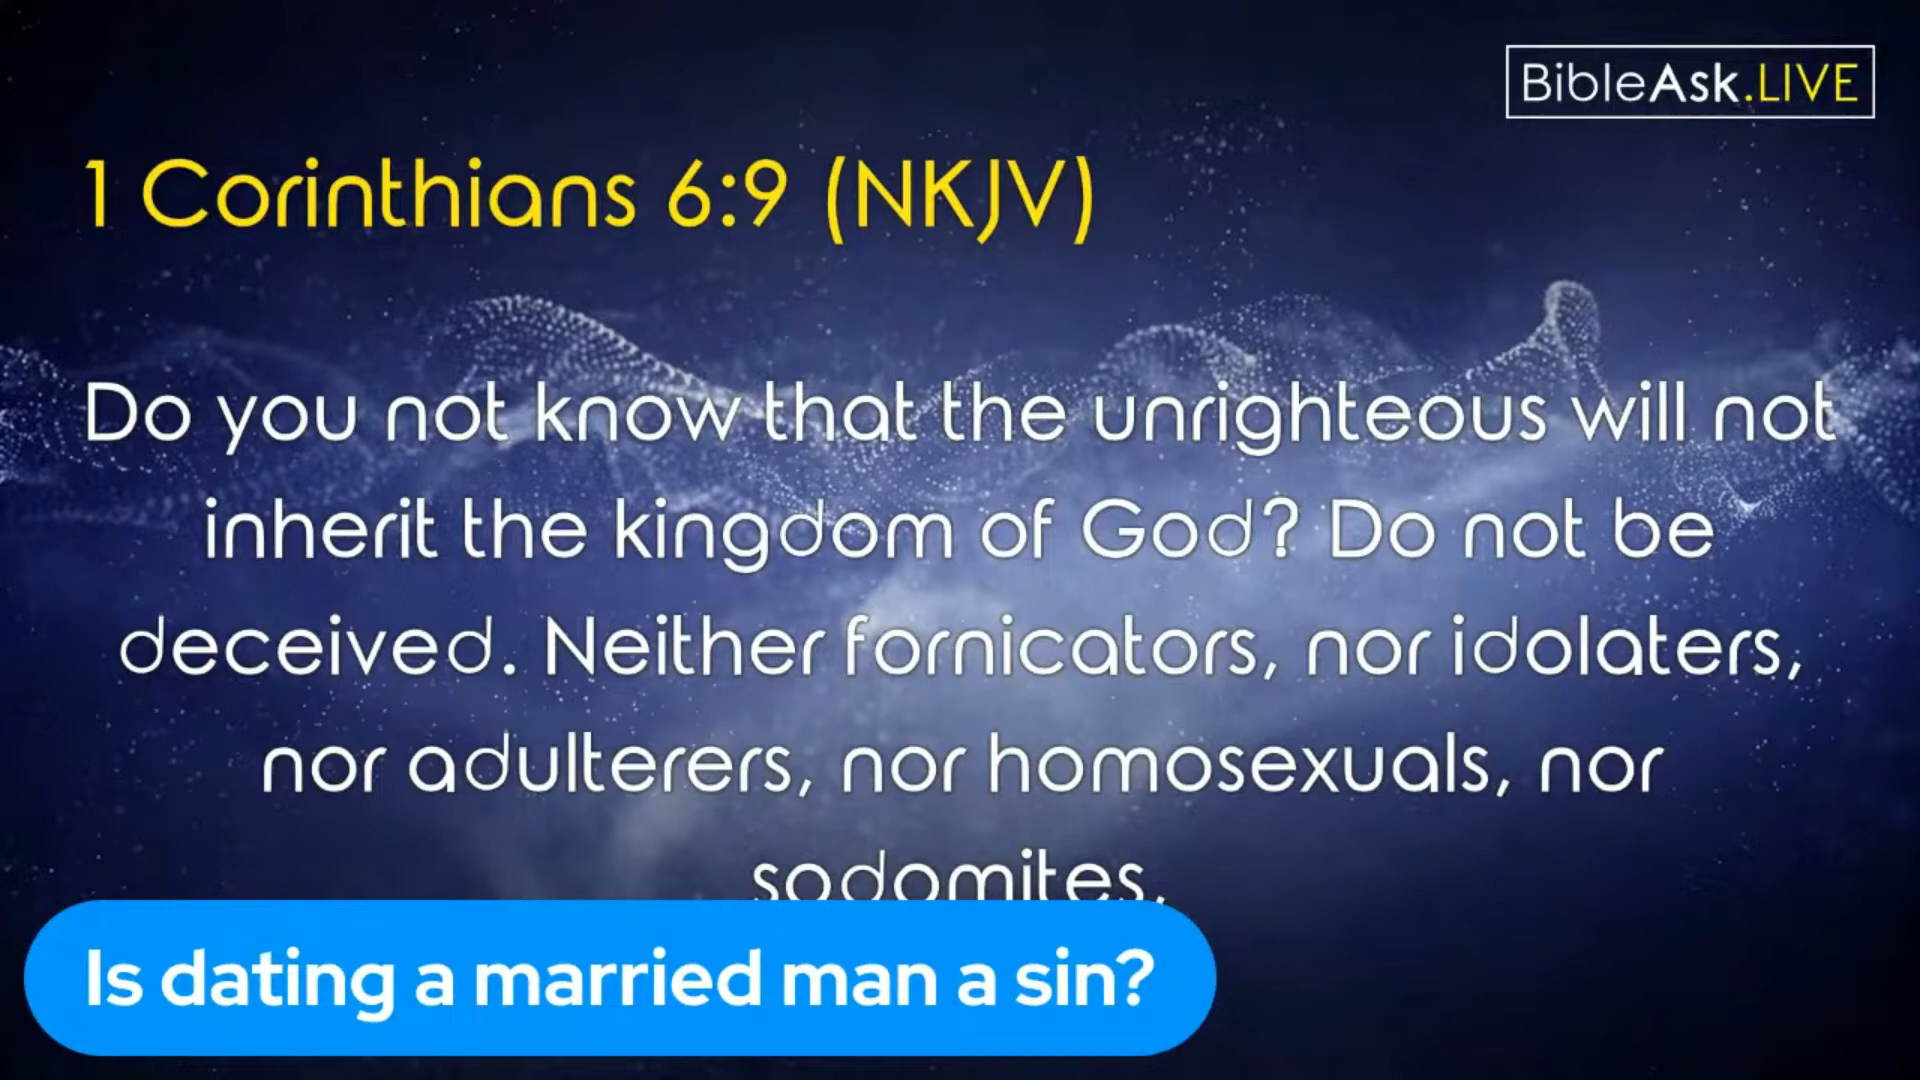 BibleAsk.LIVE
1 Corinthians 6:9 (NKJV)
Do you not know that the unrighteous will not
inherit the kingdom of God? Do not be
deceived. Neither fornicators, nor idolaters,
nor adulterers, nor homosexuals, nor
sodomites,
Is dating a married man a sin?